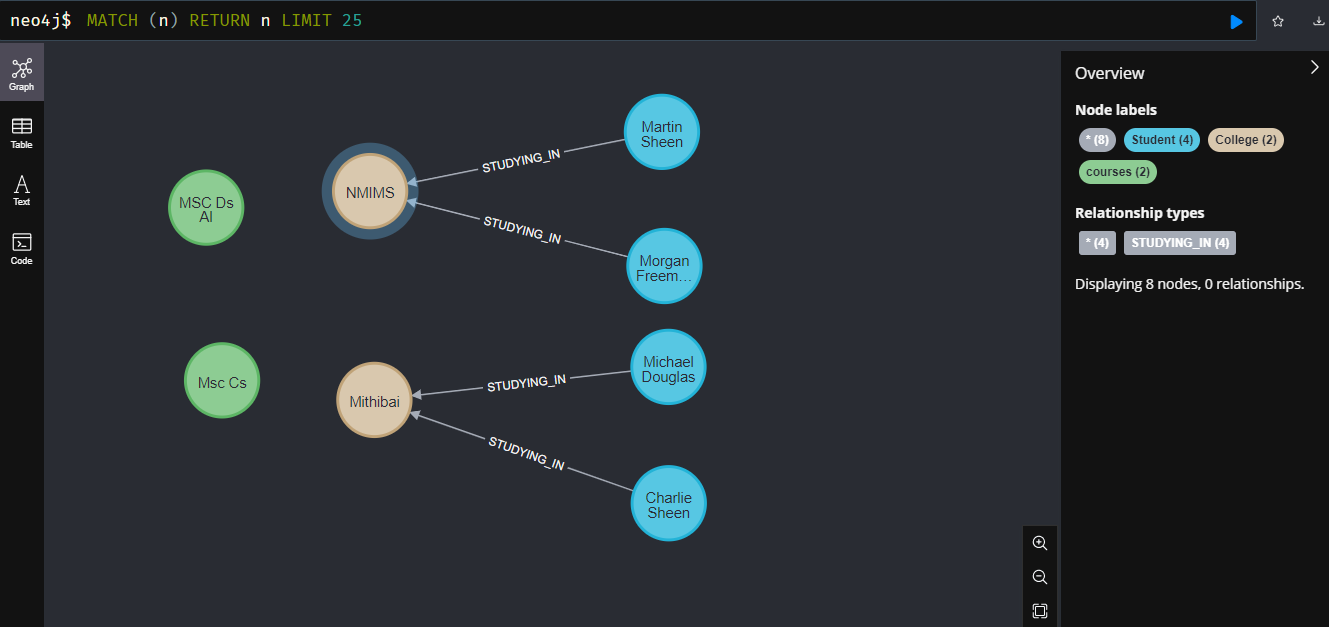 neo4j$ MATCH (n) RETURN n LIMIT 25
Graph
Table
Text
Code
MSC Ds
AI
NMIMS
STUDYING_IN
Martin
Sheen
STUDYING_IN
Morgan
Freem...
Msc Cs
Mithibai
STUDYING_IN
Michael
Douglas
STUDYING_IN
Charlie
Sheen
Overview
Node labels
* (8) Student (4) College (2)
courses (2)
Relationship types
* (4) STUDYING_IN (4)
Displaying 8 nodes, 0 relationships.